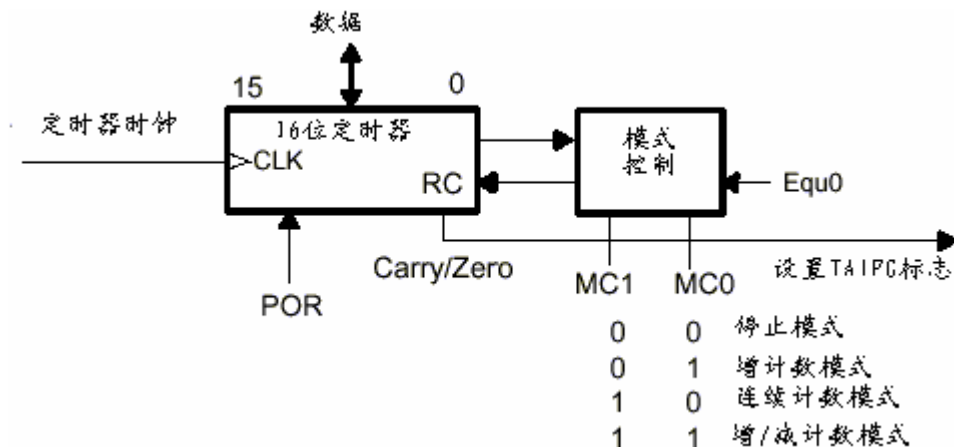 数据
15 0
定时器时钟
16位定时器
CLK
RC
模式
控制
Equ0
POR
Carry/Zero
设置TAIFG标志
MC1 MC0
0 0 停止模式
0 1 增计数模式
1 0 连续计数模式
1 1 增/减计数模式